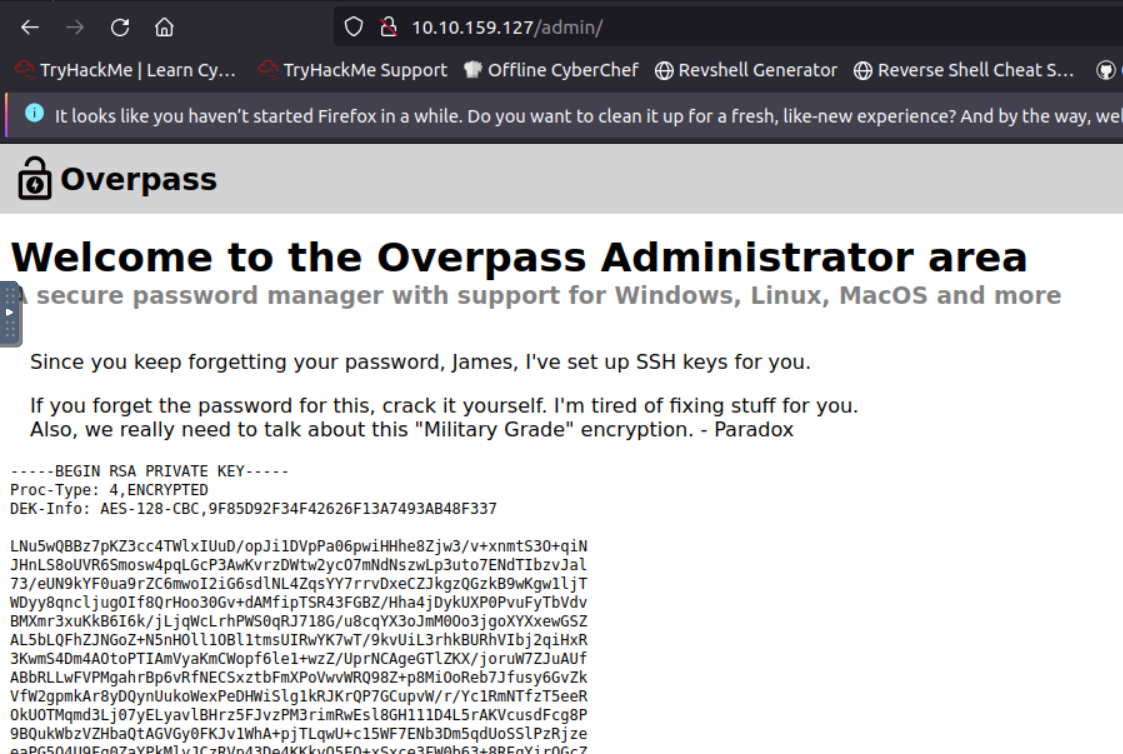 10.10.159.127/admin/
TryHackMe | Learn Cy... TryHackMe Support Offline CyberChef Revshell Generator Reverse Shell Cheat S...
It looks like you haven’t started Firefox in a while. Do you want to clean it up for a fresh, like-new experience? And by the way, wel
Overpass
Welcome to the Overpass Administrator area
A secure password manager with support for Windows, Linux, MacOS and more
Since you keep forgetting your password, James, I've set up SSH keys for you.
If you forget the password for this, crack it yourself. I'm tired of fixing stuff for you.
Also, we really need to talk about this "Military Grade" encryption. - Paradox
-----BEGIN RSA PRIVATE KEY-----
Proc-Type: 4,ENCRYPTED
DEK-Info: AES-128-CBC,9F85D92F34F42626F13A7493AB48F337
LNu5wQBBz7pKZ3cc4TWlxIUuD/opJi1DVpPa06pwiHHhe8Zjw3/v+xnmtS3O+qiN
JHnLS8oUVR6Smosw4pqLGcP3AwKvrzDWtw2ycO7mNdNszwLp3uto7ENdTIbzvJal
73/eUN9kYF0ua9rZC6mwoI2iG6sdlNL4ZqsYY7rrvDxeCZJkgzQGzkB9wKgw1ljT
WDyy8qncljugOIf8QrHoo30Gv+dAMfipTSR43FGBZ/Hha4jDykUXP0PvuFyTbVdv
BMXmr3xuKkB6I6k/jLjqWcLrhPWS0qRJ718G/u8cqYX3oJmM0Oo3jgoXYXxewGSZ
AL5bLQFhZJNGoZ+N5nHOll1OBl1tmsUIRwYK7wT/9kvUiL3rhkBURhVIbj2qiHxR
3KwmS4Dm4AOtoPTIAmVyaKmCWopf6le1+wzZ/UprNCAgeGTlZKX/joruW7ZJuAUf
ABbRLLwFVPMgahrBp6vRfNECSxztbFmXPoVwvWRQ98Z+p8MiOoReb7Jfusy6GvZk
VfW2gpmkAr8yDQynUukoWexPeDHWiSlg1kRJKrQP7GCupvW/r/Yc1RmNTfzT5eeR
OkUOTMqmd3Lj07yELyavlBHrz5FJvzPM3rimRwEsl8GH111D4L5rAKVcusdFcg8P
9BQukWbzVZHbaQtAGVGy0FKJv1WhA+pjTLqwU+c15WF7ENb3Dm5qdUoSSlPzRjze